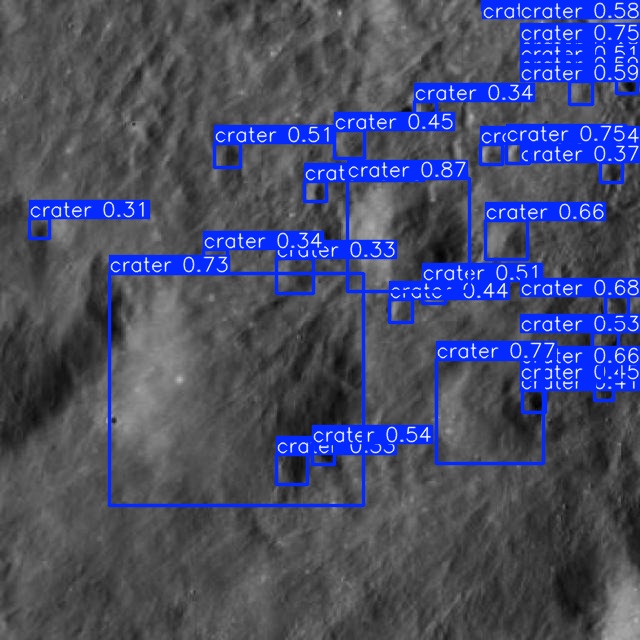 crater 0.58
crater 0.75
crater 0.59
crater 0.34
crater 0.45
crater 0.51
crater 0.754
crater 0.37
crater 0.87
crater 0.31
crater 0.66
crater 0.34
crater 0.33
crater 0.73
crater 0.51
crater 0.44
crater 0.68
crater 0.53
crater 0.77
0.66
0.45
crater 0.54